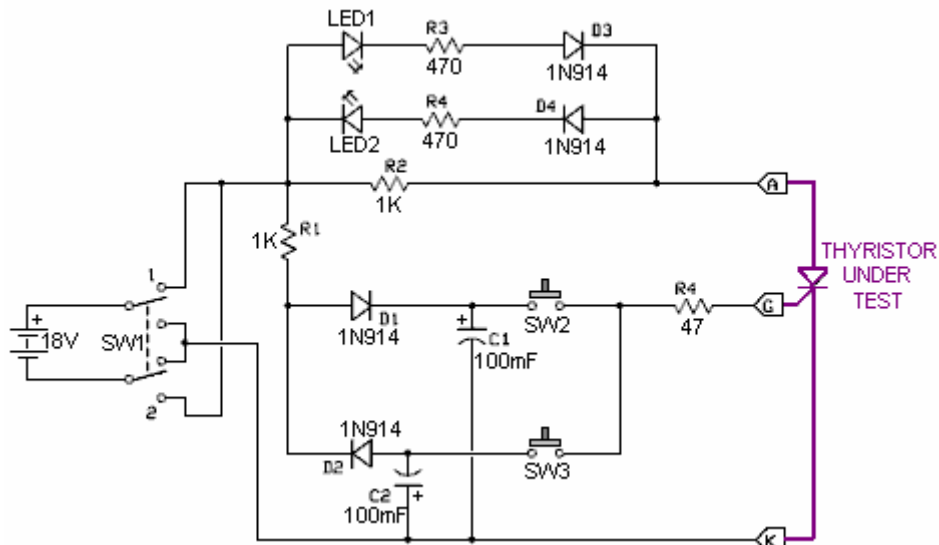 LED1
R3
470
D3
1N914
R4
470
LED2
D4
1N914
R2
1K
A
R1
1K
THYRISTOR
UNDER
TEST
1
+
18V
SW1
2
D1
1N914
+
C1
100mF
SW2
R4
47
G
1N914
D2
C2
+
100mF
SW3
K